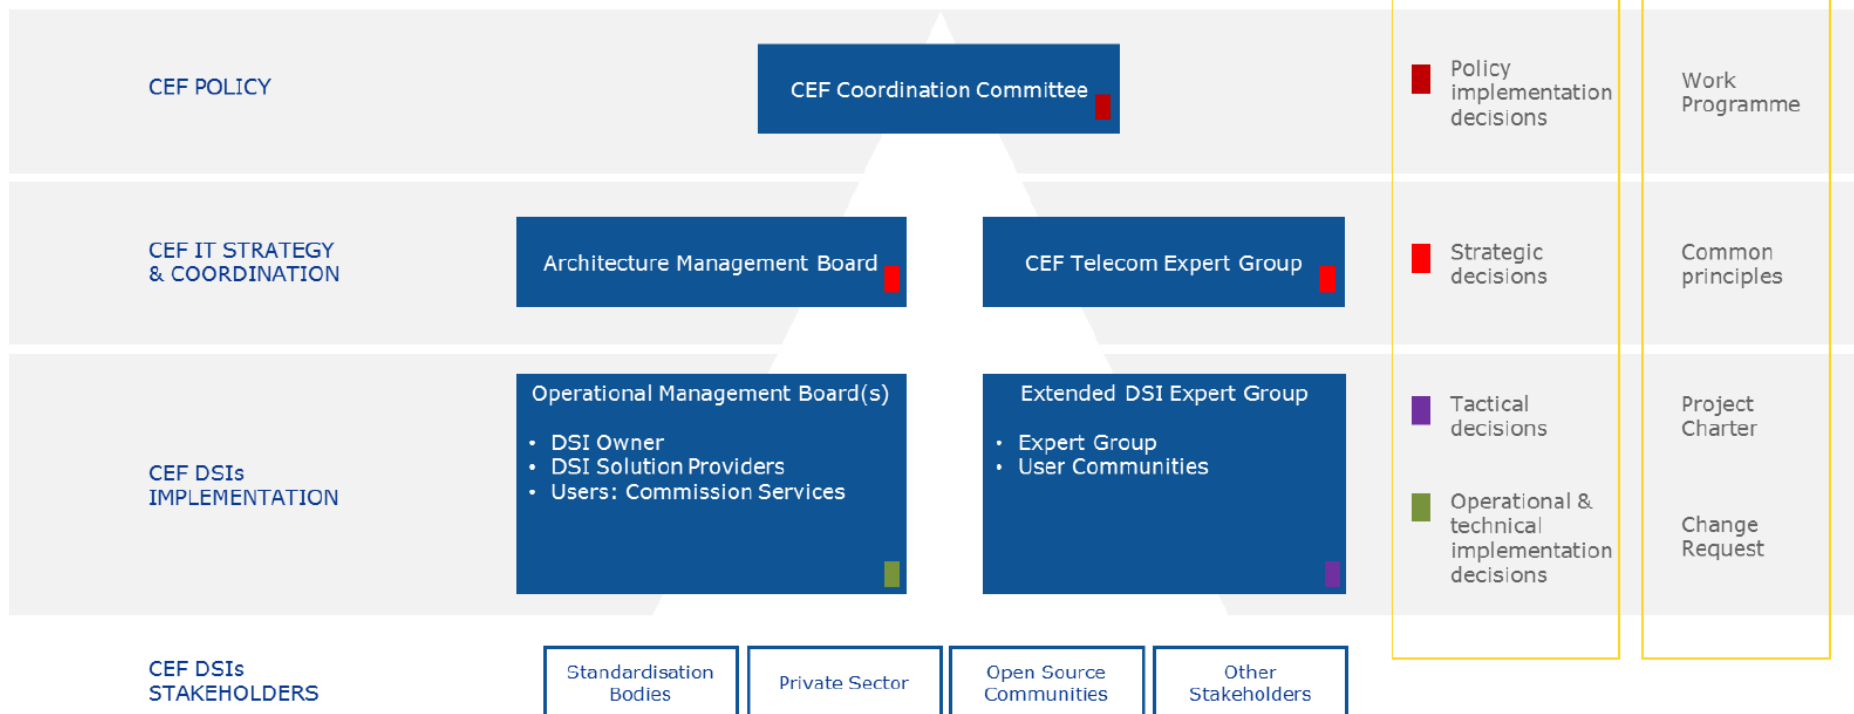 CEF POLICY
CEF Coordination Committee
Policy
implementation
decisions
Work
Programme
CEF IT STRATEGY
& COORDINATION
Architecture Management Board
CEF Telecom Expert Group
Strategic
decisions
Common
principles
CEF DSIs
IMPLEMENTATION
Operational Management Board(s)
• DSI Owner
• DSI Solution Providers
• Users: Commission Services
Extended DSI Expert Group
• Expert Group
• User Communities
Tactical
decisions
Project
Charter
Operational &
technical
implementation
decisions
Change
Request
CEF DSIs
STAKEHOLDERS
Standardisation
Bodies
Private Sector
Open Source
Communities
Other
Stakeholders